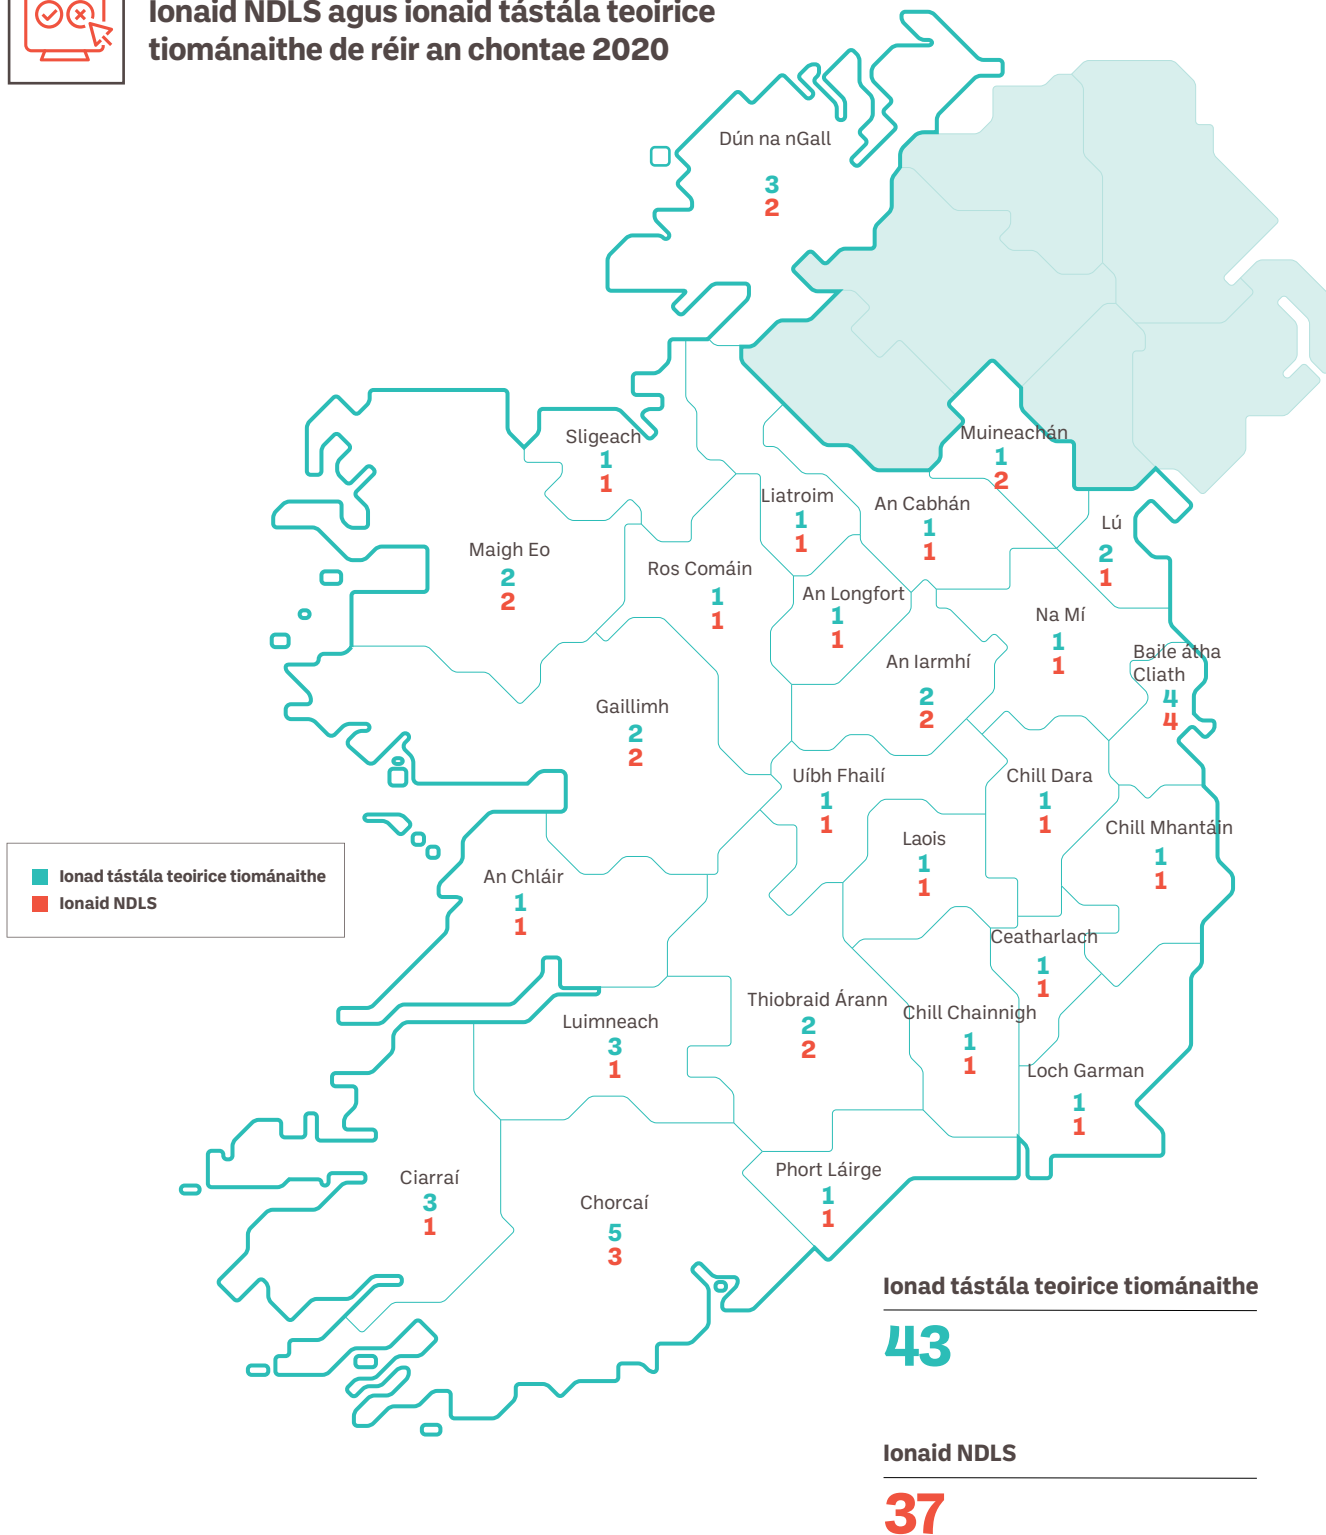 Ionaid NDLS agus ionaid tástála teoirice
tiománaithe de réir an chontae 2020
Dún na nGall
3
2
Sligeach
1
1
Muineachán
1
2
Liatroim
1
1
An Cabhán
1
1
Lú
2
1
Maigh Eo
2
2
Ros Comáin
1
1
An Longfort
1
1
Na Mí
1
1
An Iarmhí
2
2
Baile átha
Cliath
4
4
Gaillimh
2
2
Uíbh Fhailí
1
1
Chill Dara
1
1
Chill Mhantáin
1
1
Laois
1
1
Ionad tástála teoirice tiománaithe
Ionaid NDLS
An Chláir
1
1
Ceatharlach
1
1
Thiobraid Árann
2
2
Chill Chainnigh
1
1
Luimneach
3
1
Loch Garman
1
1
Ciarraí
3
1
Chorcaí
5
3
Phort Láirge
1
1
Ionad tástála teoirice tiománaithe
43
Ionaid NDLS
37